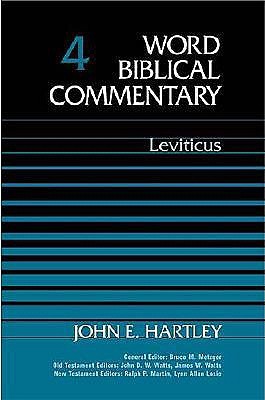 4 WORD
BIBLICAL
COMMENTARY
Leviticus
JOHN E. HARTLEY
General Editor: Bruce M. Metzger
Old Testament Editors: John D. W. Watts, James W. Watts
New Testament Editors: Ralph P. Martin, Lynn Allan Losie